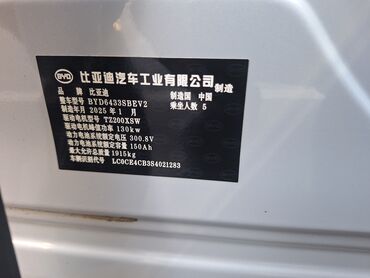 BYD 比亚迪汽车工业有限公司 制造
品 牌 比亚迪 制造国 中国
整车型号 BYD6433SBEV2 乘坐人数 5
制造年月 2025 年 1 月
驱动电机型号 TZ200XSW
驱动电机峰值功率 130kW
动力电池系统额定电压 300.8V
动力电池系统额定容量 150Ah
最大允许总质量 1915kg
车辆识别代号 LC0CE4CB3S4021283